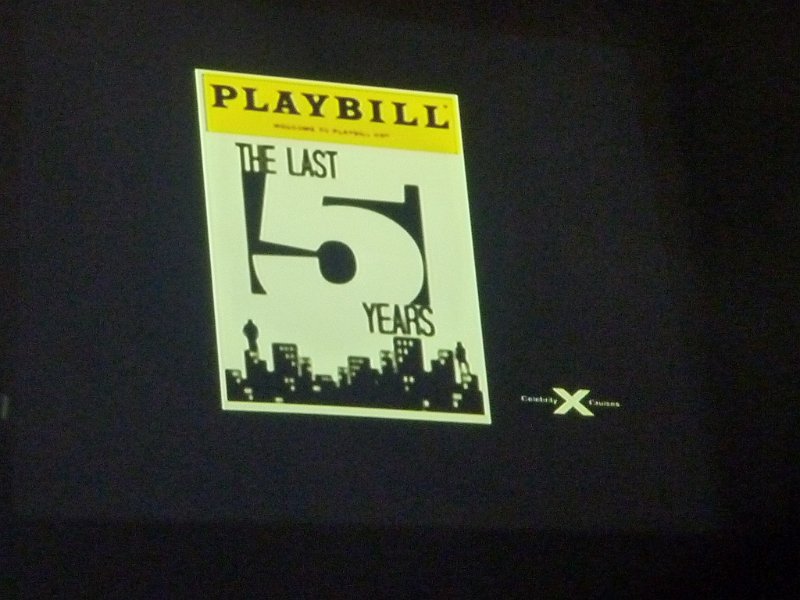 PLAYBILL
THE LAST
5
YEARS
Celebrity X Cruises